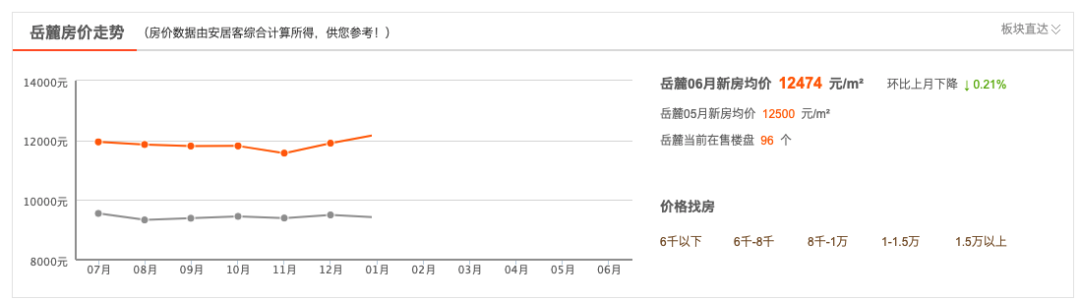 岳麓房价走势 （房价数据由安居客综合计算所得，供您参考！） 板块直达
14000元
12000元
10000元
8000元
07月 08月 09月 10月 11月 12月 01月 02月 03月 04月 05月 06月
岳麓06月新房均价 12474 元/m² 环比上月下降 ↓ 0.21%
岳麓05月新房均价 12500 元/m²
岳麓当前在售楼盘 96 个
价格找房
6千以下 6千-8千 8千-1万 1-1.5万 1.5万以上